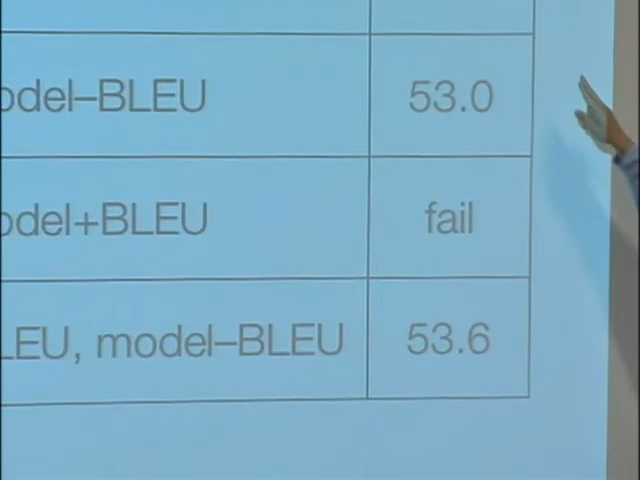 odel–BLEU 53.0
odel+BLEU fail
LEU, model–BLEU 53.6